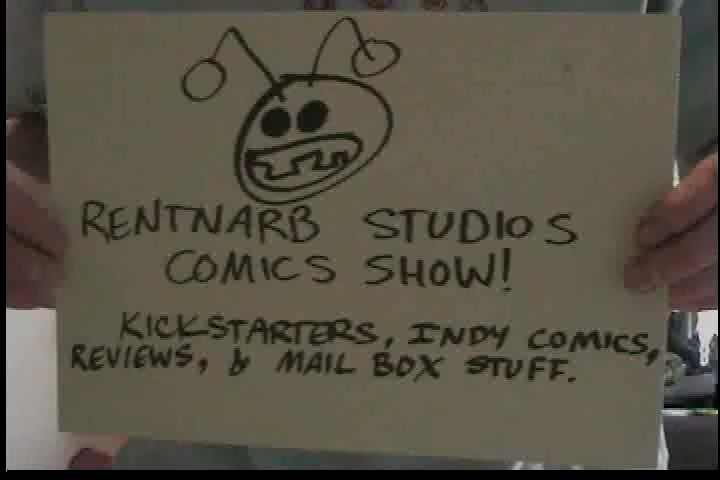 RENTNARB STUDIOS
COMICS SHOW!
KICKSTARTERS, INDY COMICS,
REVIEWS, & MAIL BOX STUFF.